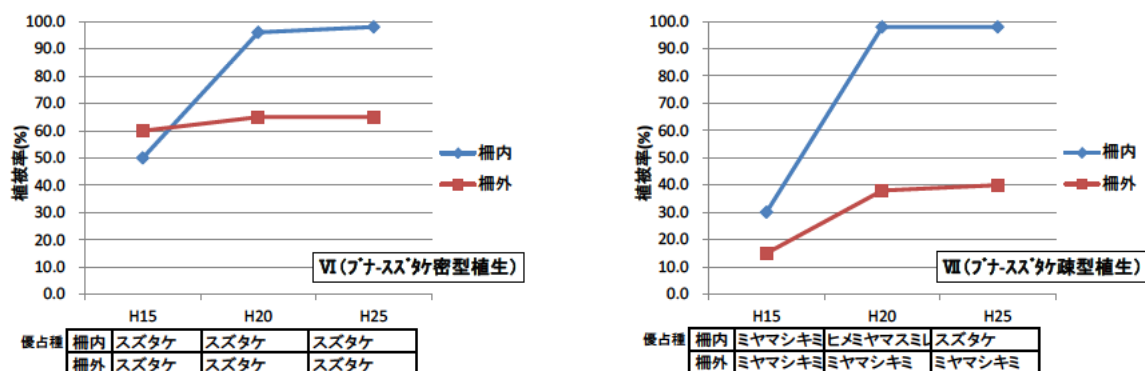 100.0
90.0
80.0
70.0
60.0
50.0
40.0
30.0
20.0
10.0
0.0
植被率(%)
柵内
柵外
Ⅵ(ブナ-スズタケ密型植生)
H15 H20 H25
優占種 柵内 スズタケ スズタケ スズタケ
柵外 スズタケ スズタケ スズタケ
100.0
90.0
80.0
70.0
60.0
50.0
40.0
30.0
20.0
10.0
0.0
植被率(%)
柵内
柵外
Ⅶ(ブナ-スズタケ疎型植生)
H15 H20 H25
優占種 柵内 ミヤマシキミ ヒメミヤマスミレ スズタケ
柵外 ミヤマシキミ ミヤマシキミ ミヤマシキミ